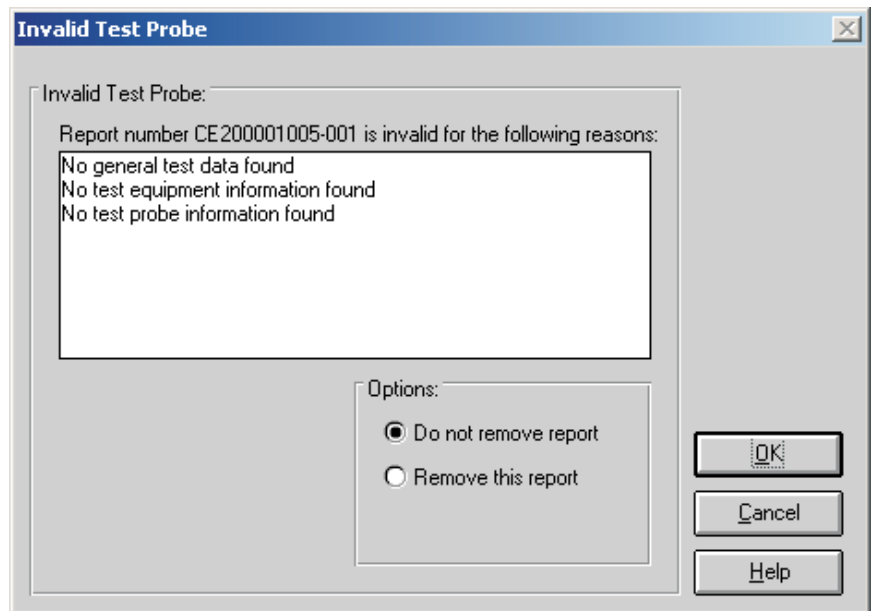 Invalid Test Probe
Invalid Test Probe:
Report number CE200001005-001 is invalid for the following reasons:
No general test data found
No test equipment information found
No test probe information found
Options:
Do not remove report
Remove this report
OK
Cancel
Help